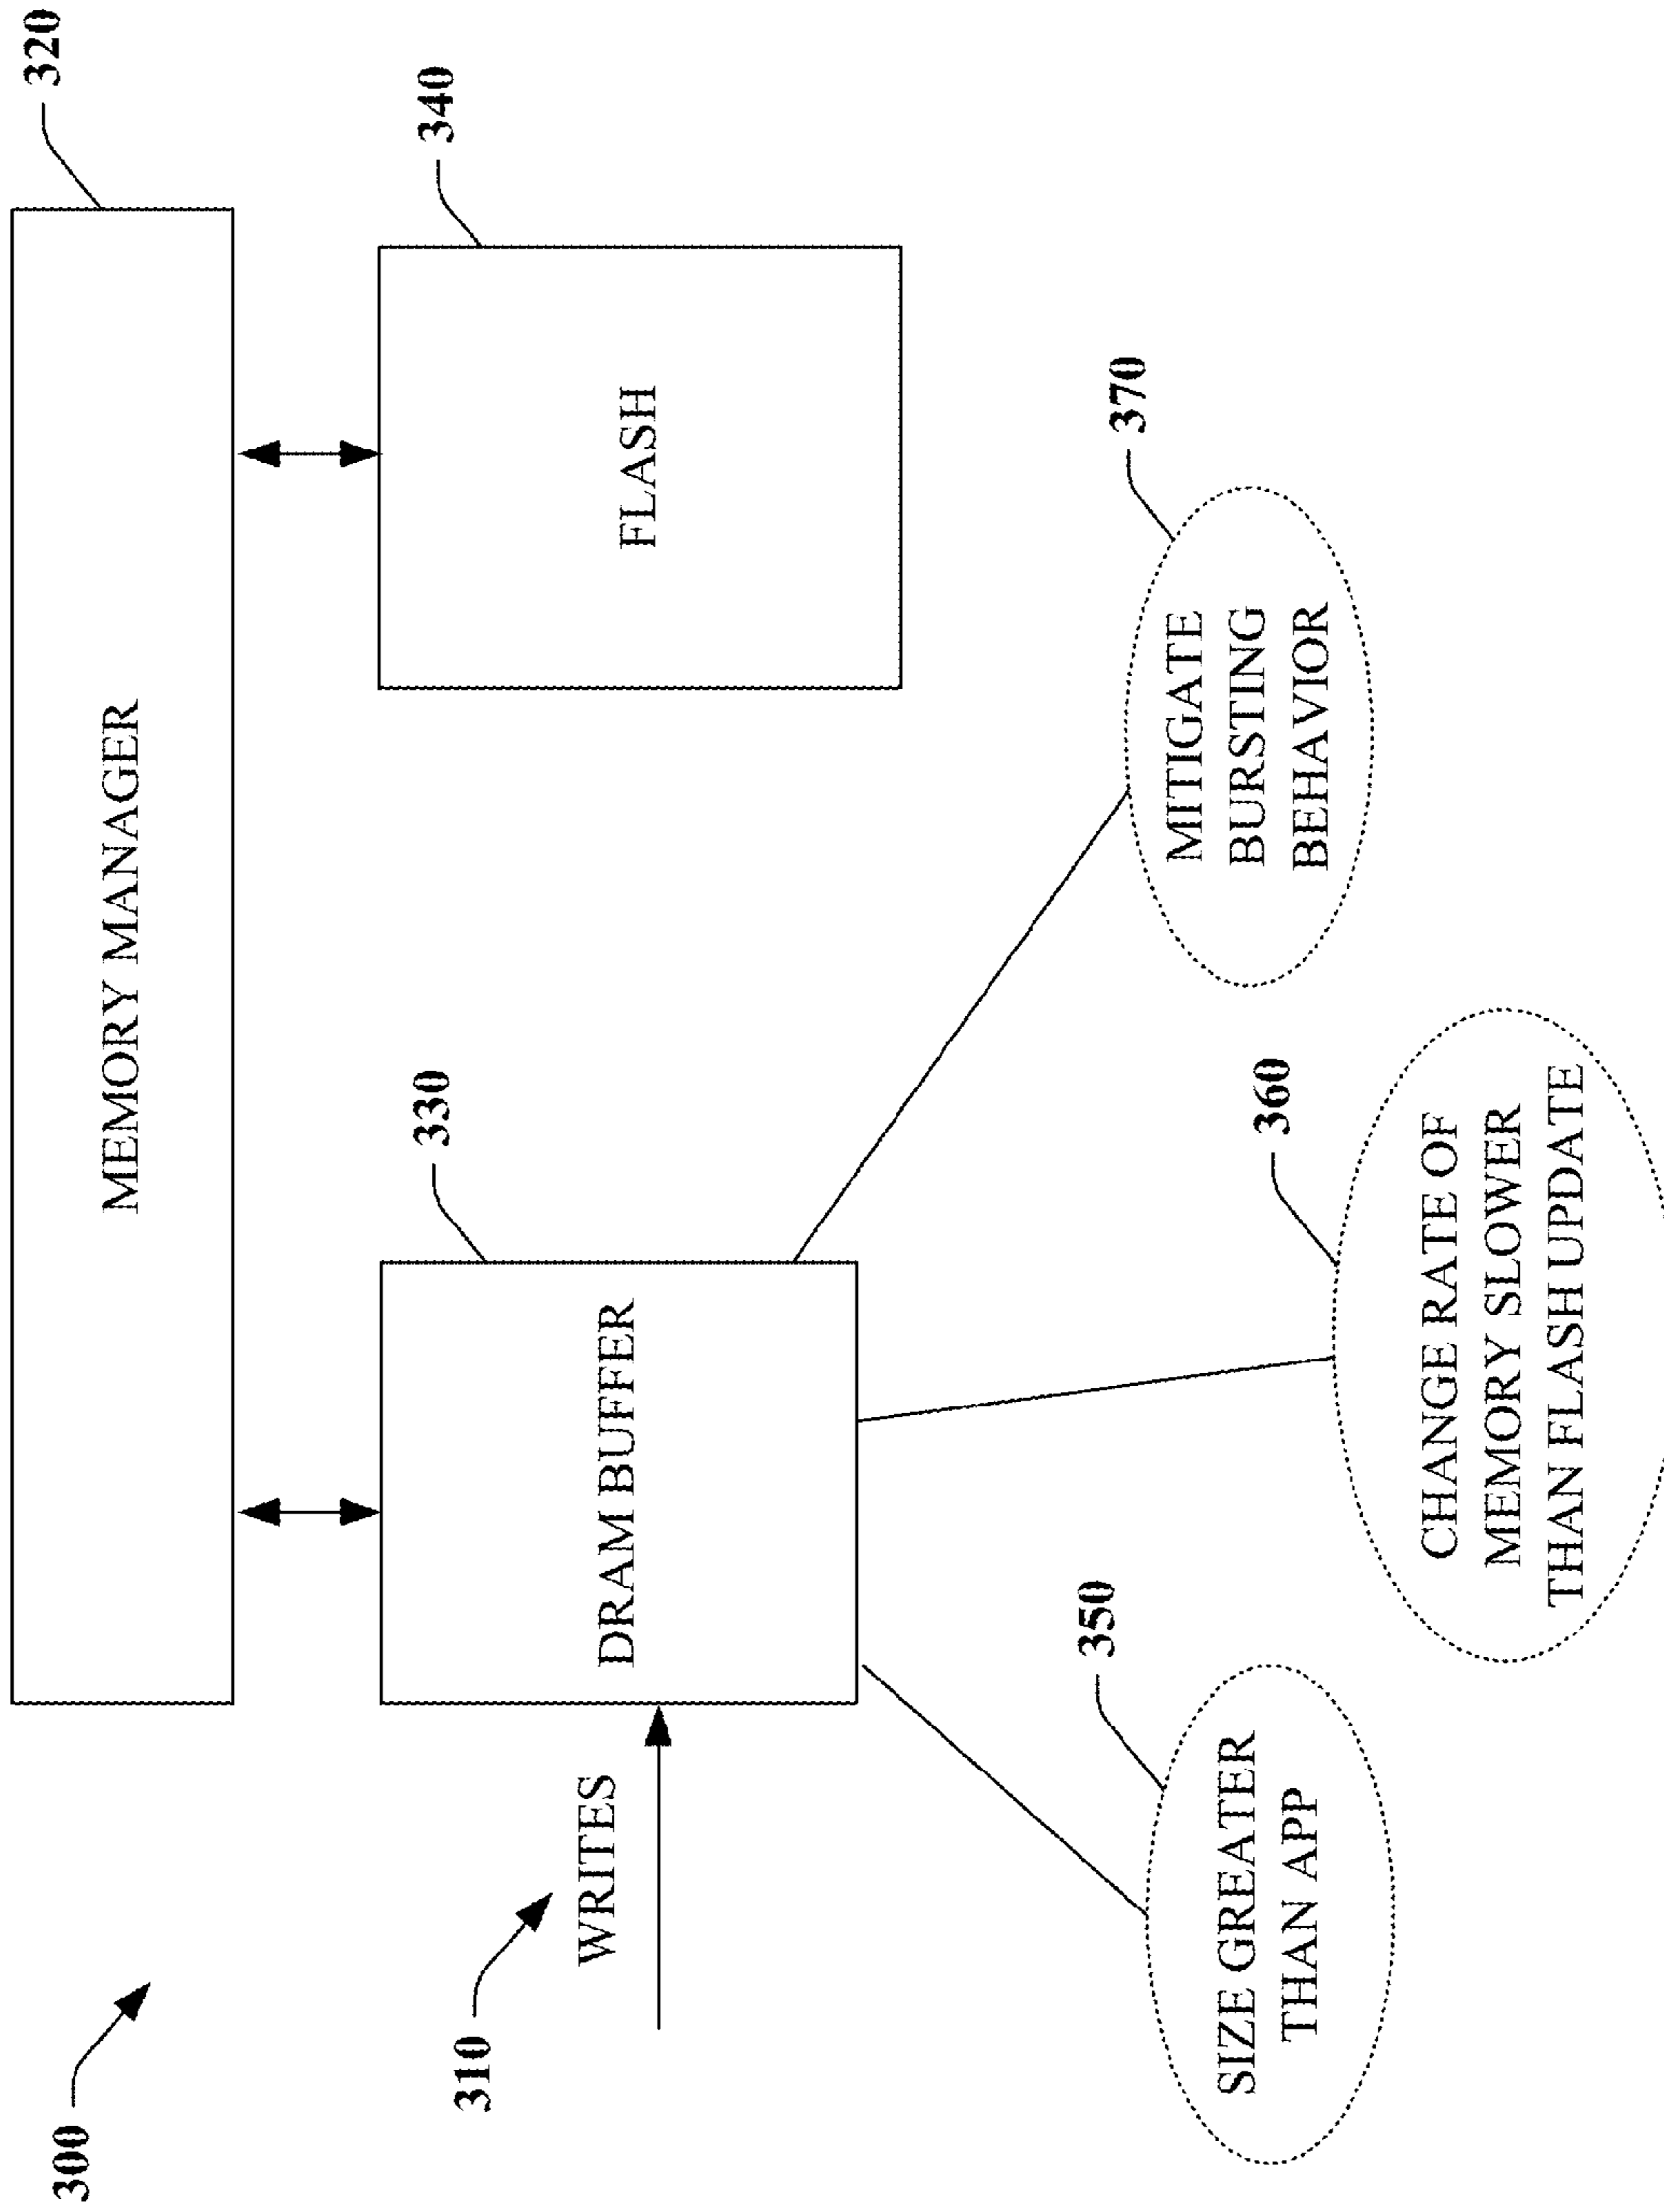 300
320
MEMORY MANAGER
310
WRITES
330
DRAM BUFFER
340
FLASH
350
SIZE GREATER
THAN APP
360
CHANGE RATE OF
MEMORY SLOWER
THAN FLASH UPDATE
370
MITIGATE
BURSTING
BEHAVIOR